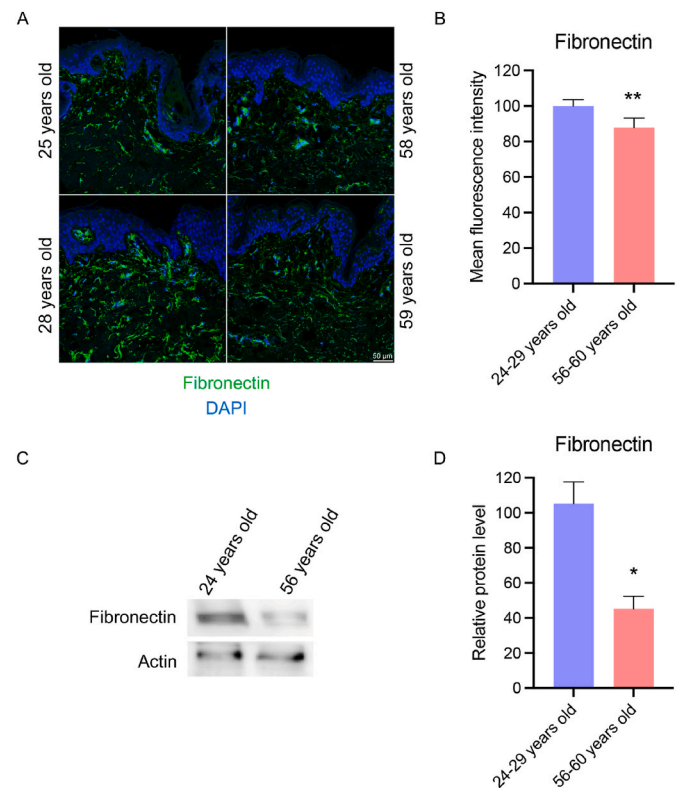 A
25 years old
58 years old
28 years old
59 years old
50 µm
Fibronectin
DAPI
B
Fibronectin
Mean fluorescence intensity
120
100
80
60
40
20
0
**
24-29 years old
56-60 years old
C
24 years old
56 years old
Fibronectin
Actin
D
Fibronectin
Relative protein level
120
100
80
60
40
20
0
*
24-29 years old
56-60 years old